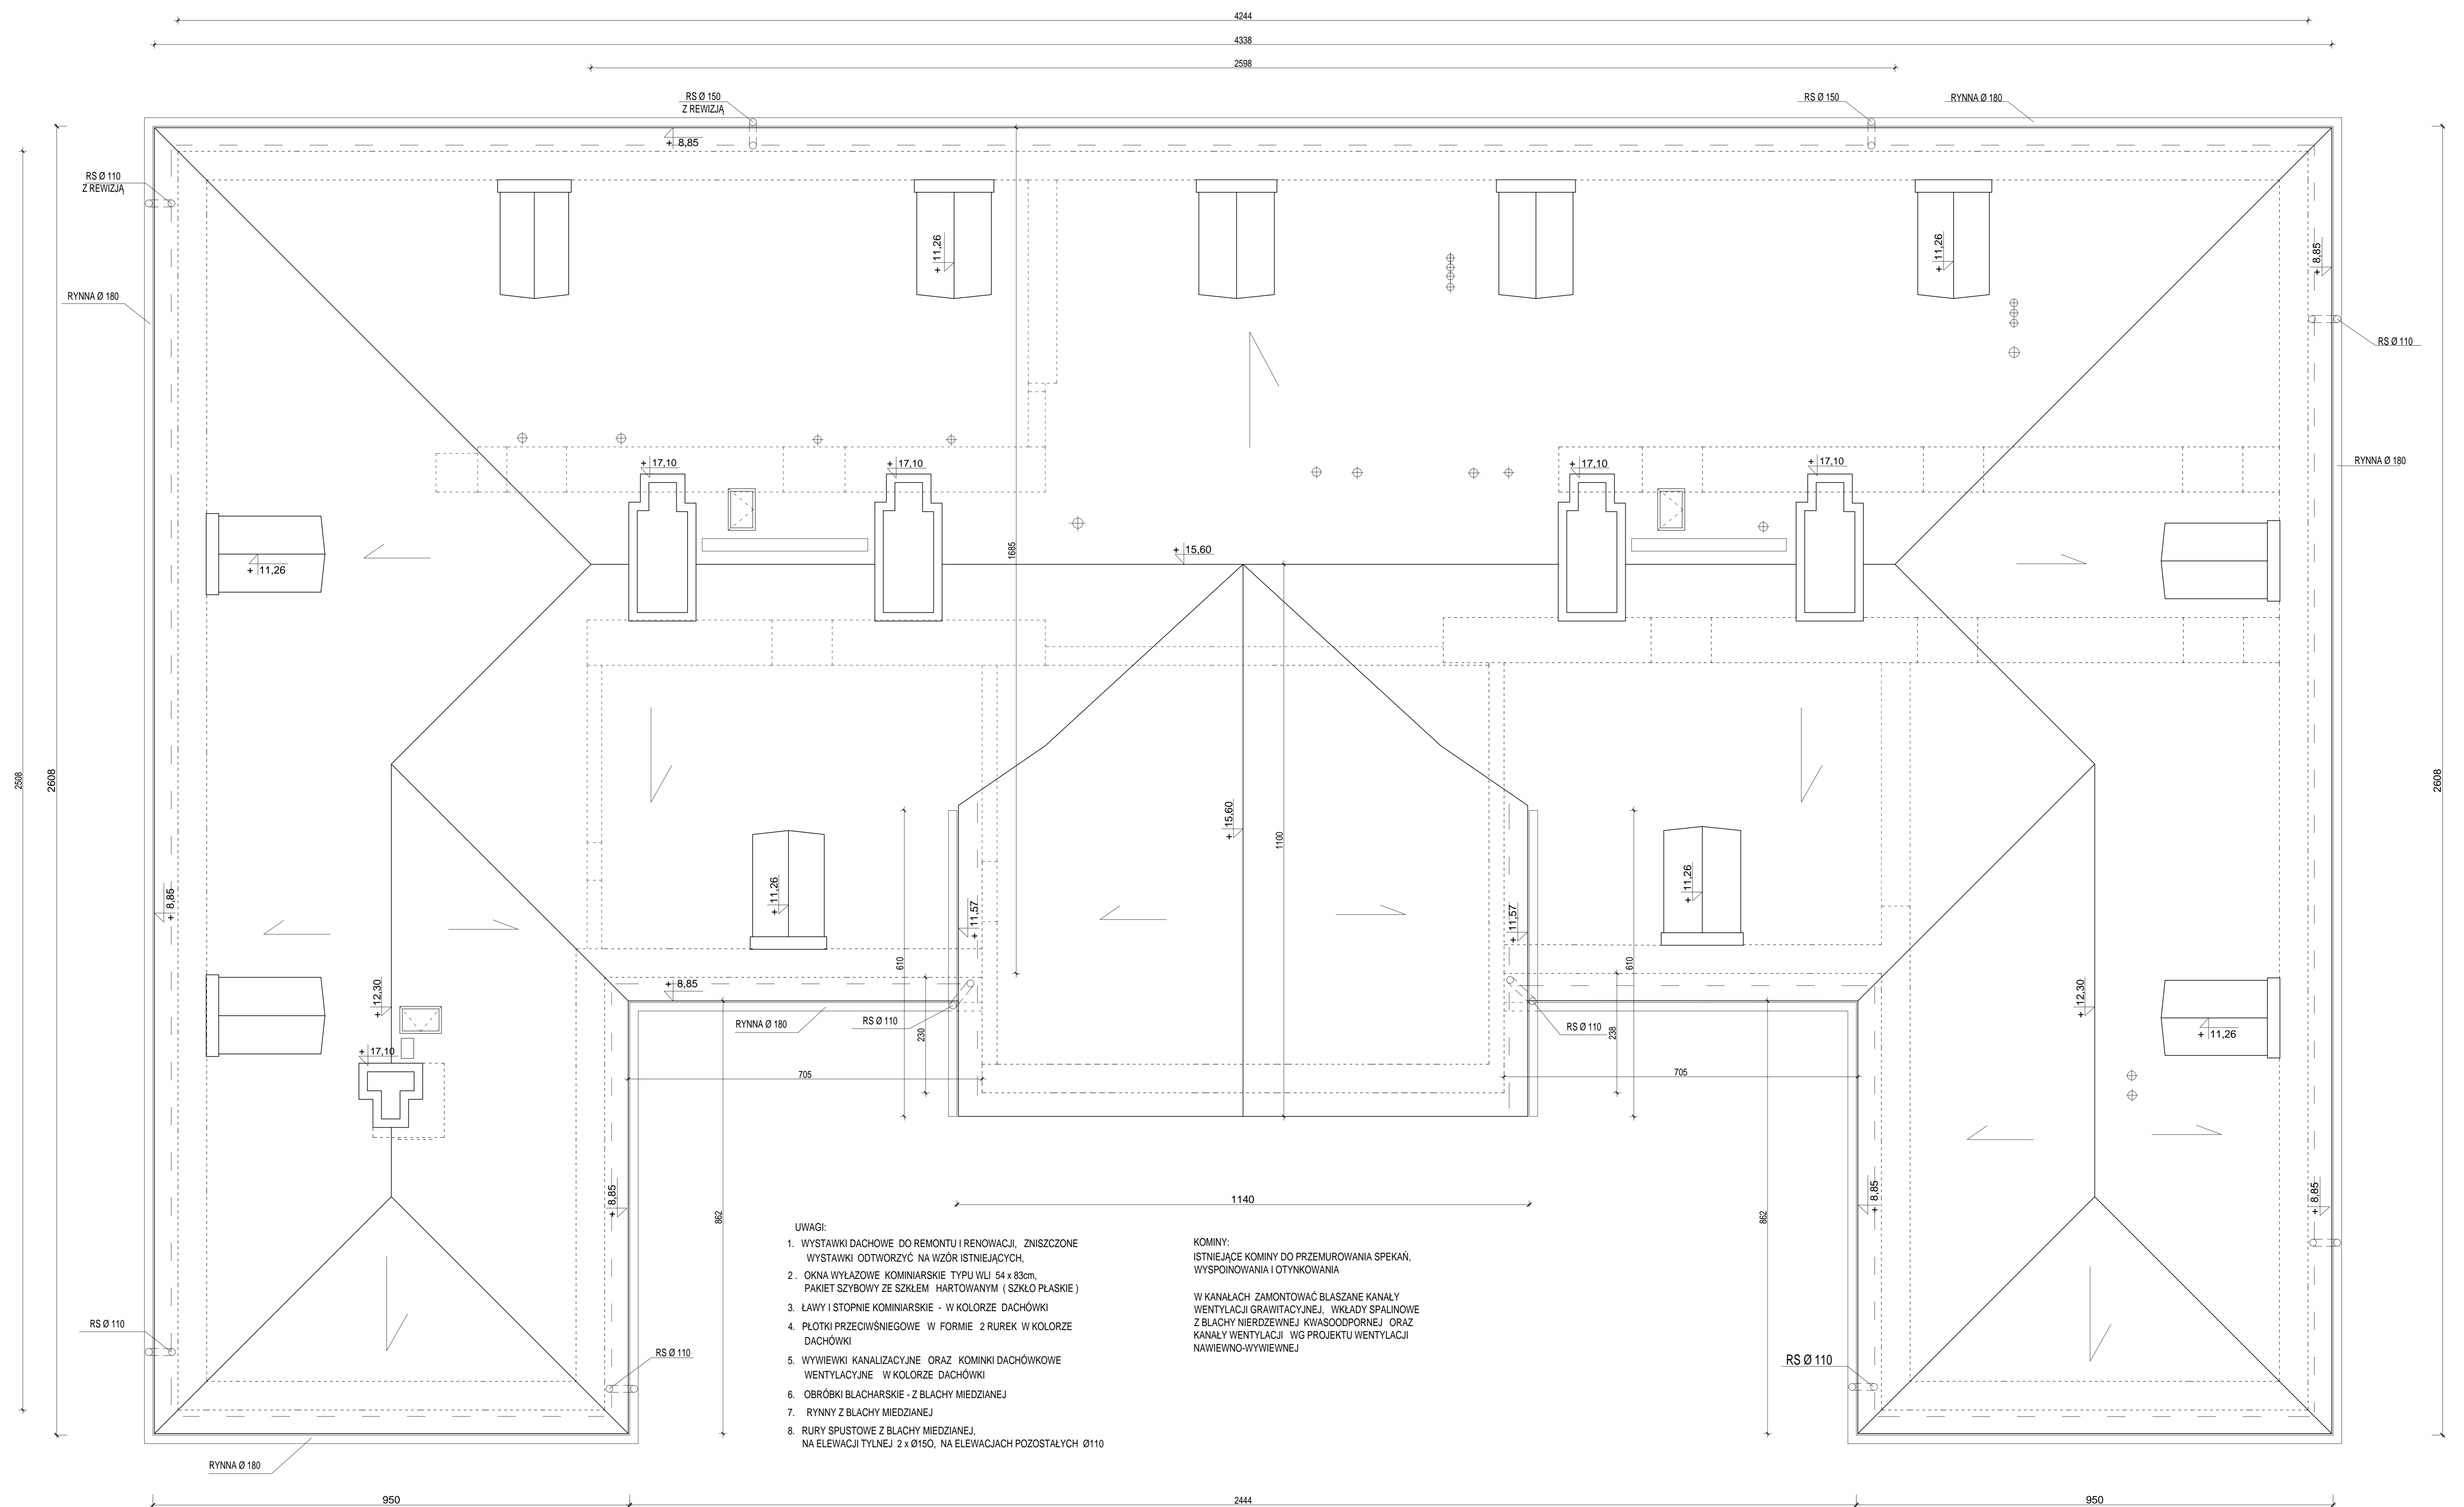 4244
4338
2598
RS Ø 150
Z REWIZJĄ
RS Ø 150
RYNNA Ø 180
+ 8,85
RS Ø 110
Z REWIZJĄ
+ 11,26
+ 11,26
+ 8,85
RYNNA Ø 180
RS Ø 110
+ 17,10
+ 17,10
+ 17,10
+ 17,10
RYNNA Ø 180
1685
+ 15,60
+ 11,26
2508
2608
2608
+ 15,60
1100
+ 11,26
+ 11,26
+ 8,85
+ 11,57
+ 11,57
610
610
+ 12,30
+ 8,85
+ 12,30
RYNNA Ø 180
RS Ø 110
RS Ø 110
230
238
+ 11,26
+ 17,10
705
705
+ 8,85
+ 8,85
+ 8,85
1140
862
862
UWAGI:
1. WYSTAWKI DACHOWE DO REMONTU I RENOWACJI, ZNISZCZONE
WYSTAWKI ODTWORZYĆ NA WZÓR ISTNIEJĄCYCH,
2 . OKNA WYŁAZOWE KOMINIARSKIE TYPU WLI 54 x 83cm,
PAKIET SZYBOWY ZE SZKŁEM HARTOWANYM ( SZKŁO PŁASKIE )
3. ŁAWY I STOPNIE KOMINIARSKIE - W KOLORZE DACHÓWKI
4. PŁOTKI PRZECIWŚNIEGOWE W FORMIE 2 RUREK W KOLORZE
DACHÓWKI
5. WYWIEWKI KANALIZACYJNE ORAZ KOMINKI DACHÓWKOWE
WENTYLACYJNE W KOLORZE DACHÓWKI
6. OBRÓBKI BLACHARSKIE - Z BLACHY MIEDZIANEJ
7. RYNNY Z BLACHY MIEDZIANEJ
8. RURY SPUSTOWE Z BLACHY MIEDZIANEJ,
NA ELEWACJI TYLNEJ 2 x Ø15O, NA ELEWACJACH POZOSTAŁYCH Ø110
KOMINY:
ISTNIEJĄCE KOMINY DO PRZEMUROWANIA SPEKAŃ,
WYSPOINOWANIA I OTYNKOWANIA
W KANAŁACH ZAMONTOWAĆ BLASZANE KANAŁY
WENTYLACJI GRAWITACYJNEJ, WKŁADY SPALINOWE
Z BLACHY NIERDZEWNEJ KWASOODPORNEJ ORAZ
KANAŁY WENTYLACJI WG PROJEKTU WENTYLACJI
NAWIEWNO-WYWIEWNEJ
RS Ø 110
RS Ø 110
RS Ø 110
RYNNA Ø 180
950
2444
950